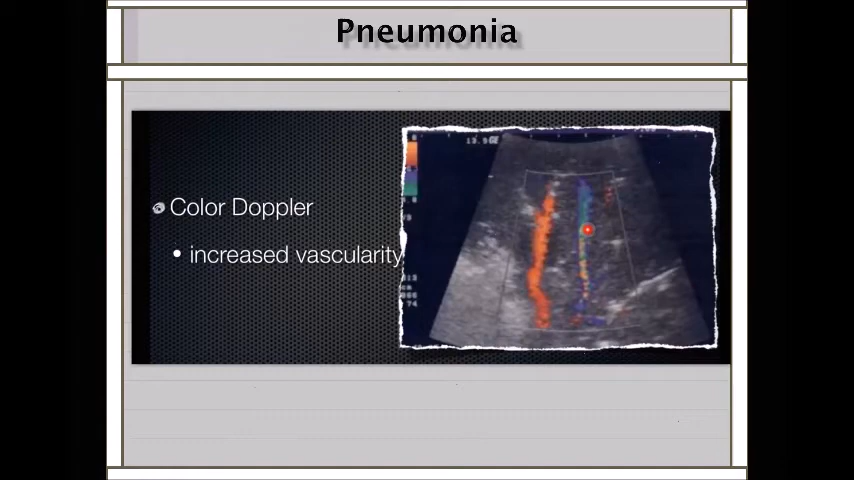 Pneumonia
Color Doppler
• increased vascularity